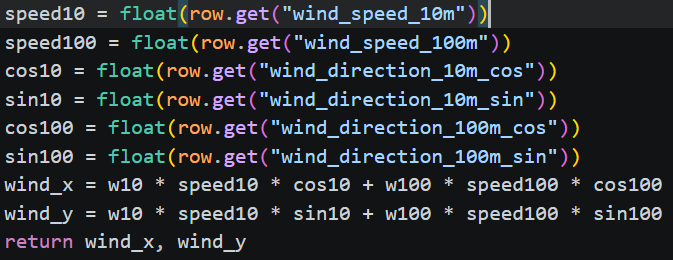 speed10 = float(row.get("wind_speed_10m"))
speed100 = float(row.get("wind_speed_100m"))
cos10 = float(row.get("wind_direction_10m_cos"))
sin10 = float(row.get("wind_direction_10m_sin"))
cos100 = float(row.get("wind_direction_100m_cos"))
sin100 = float(row.get("wind_direction_100m_sin"))
wind_x = w10 * speed10 * cos10 + w100 * speed100 * cos100
wind_y = w10 * speed10 * sin10 + w100 * speed100 * sin100
return wind_x, wind_y